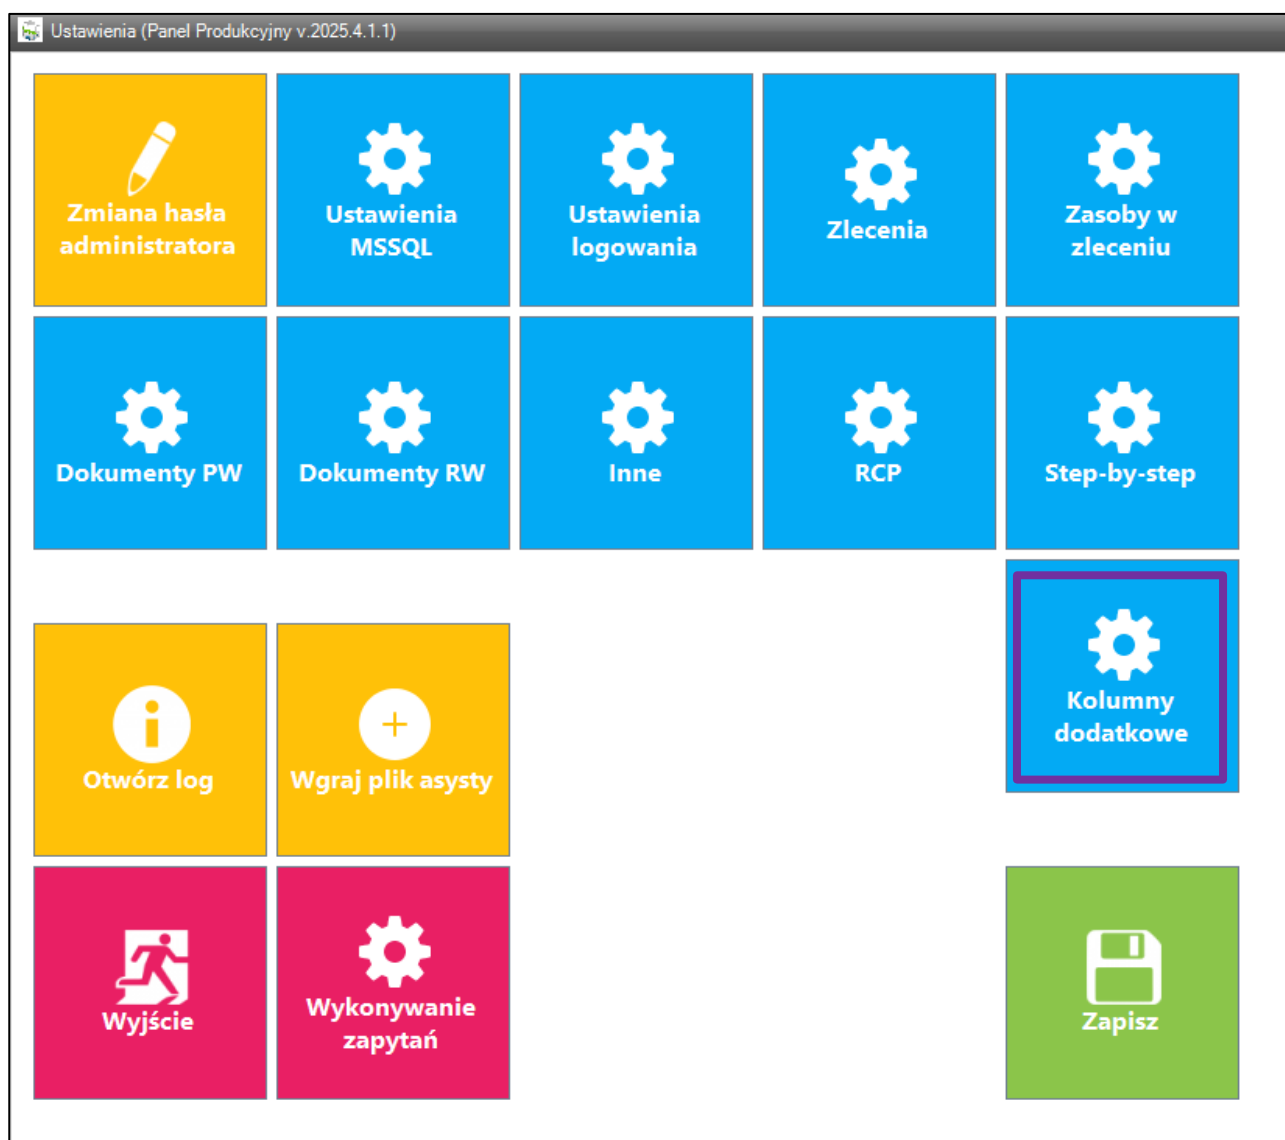 Ustawienia (Panel Produkcyjny v.2025.4.1.1)
Zmiana hasła
administratora
Ustawienia
MSSQL
Ustawienia
logowania
Zlecenia
Zasoby w
zleceniu
Dokumenty PW
Dokumenty RW
Inne
RCP
Step-by-step
Kolumny
dodatkowe
Otwórz log
Wgraj plik asysty
Wyjście
Wykonywanie
zapytań
Zapisz